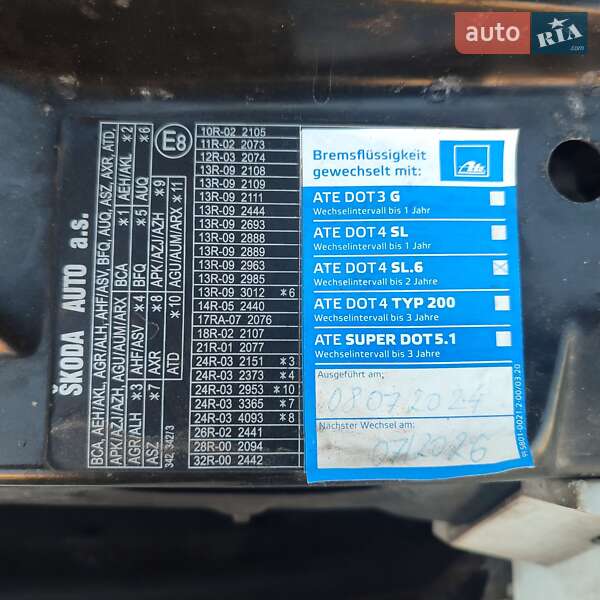 auto RIA.com
ŠKODA AUTO a.s.
BCA, AEH/AKL, AGR/ALH, AHF/ASV, BFQ, AUQ, ASZ, AXR, ATD,
APK/AZJ/AZH, AGU/AUM/ARX BCA ∗1 AEH/AKL ∗2
AGR/ALH ∗3 AHF/ASV ∗4 BFQ ∗5 AUQ ∗6
ASZ ∗7 AXR ∗8 APK/AZJ/AZH ∗9
ATD ∗10 AGU/AUM/ARX ∗11
E8
10R-02 2105
11R-02 2073
12R-03 2074
13R-09 2108
13R-09 2109
13R-09 2111
13R-09 2444
13R-09 2693
13R-09 2888
13R-09 2889
13R-09 2963
13R-09 2985
13R-09 3012 ∗6
14R-05 2440
17RA-07 2076
18R-02 2107
21R-01 2077
24R-03 2151 ∗3
24R-03 2373 ∗4
24R-03 2953 ∗10
24R-03 3365 ∗7
24R-03 4093 ∗8
26R-02 2441
28R-00 2094
32R-00 2442
Bremsflüssigkeit
gewechselt mit:
Ate
ATE DOT 3 G
Wechselintervall bis 1 Jahr
ATE DOT 4 SL
Wechselintervall bis 1 Jahr
ATE DOT 4 SL.6
Wechselintervall bis 2 Jahre
ATE DOT 4 TYP 200
Wechselintervall bis 3 Jahre
ATE SUPER DOT 5.1
Wechselintervall bis 3 Jahre
Ausgeführt am:
08072024
Nächster Wechsel am:
072026